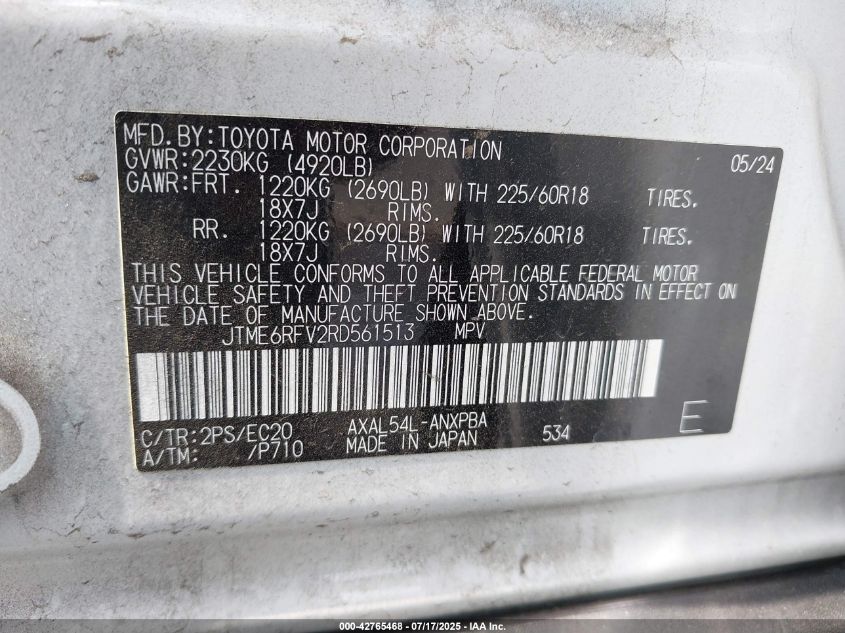 MFD.BY:TOYOTA MOTOR CORPORATION 05/24
GVWR:2230KG (4920LB)
GAWR:FRT. 1220KG (2690LB) WITH 225/60R18 TIRES.
18X7J RIMS.
RR. 1220KG (2690LB) WITH 225/60R18 TIRES.
18X7J RIMS.
THIS VEHICLE CONFORMS TO ALL APPLICABLE FEDERAL MOTOR
VEHICLE SAFETY AND THEFT PREVENTION STANDARDS IN EFFECT ON
THE DATE OF MANUFACTURE SHOWN ABOVE.
JTME6RFV2RD561513 MPV
C/TR:2PS/EC20 AXAL54L-ANXPBA
A/TM: /P710 MADE IN JAPAN 534 E
000-42765468 - 07/17/2025 - IAA Inc.